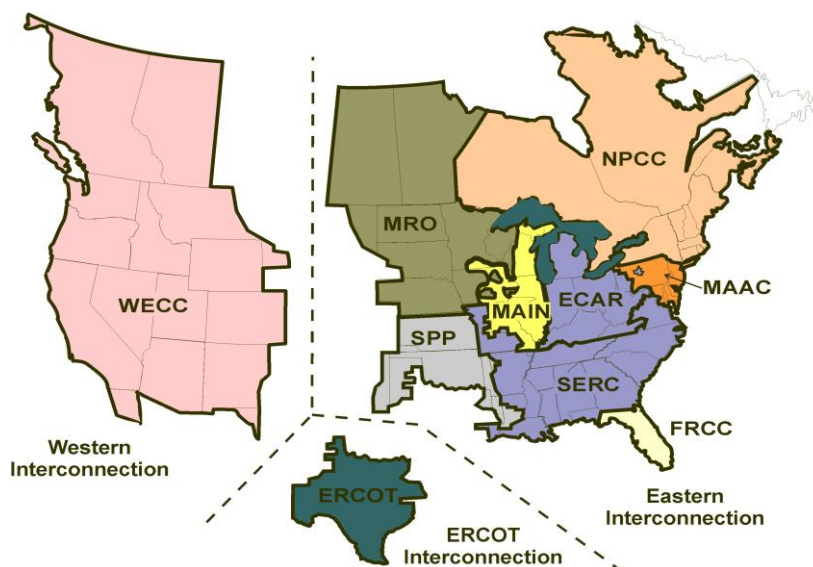 NPCC
MRO
MAAC
WECC
MAIN
ECAR
SPP
SERC
FRCC
Western
Interconnection
ERCOT
Eastern
Interconnection
ERCOT
Interconnection